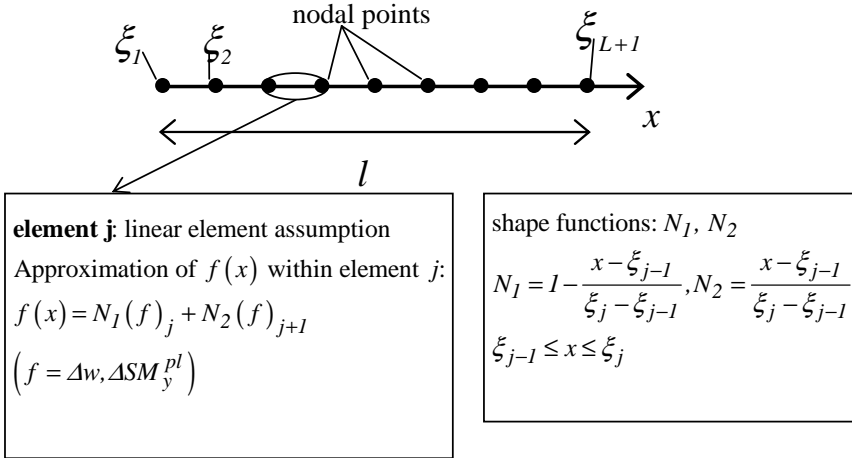 nodal points
ξ1 ξ2 ξL+1
x
l
element j: linear element assumption
Approximation of f(x) within element j:
f(x) = N1(f)j + N2(f)j+1
(f = Δw, ΔSM_y^pl)
shape functions: N1, N2
N1 = 1 - (x - ξj-1)/(ξj - ξj-1), N2 = (x - ξj-1)/(ξj - ξj-1)
ξj-1 ≤ x ≤ ξj